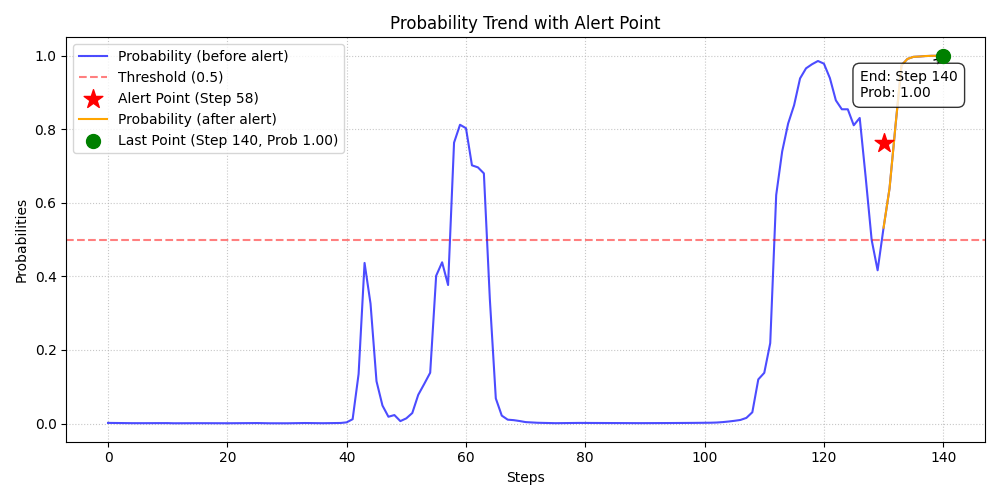 Probability Trend with Alert Point
Probability (before alert)
Threshold (0.5)
Alert Point (Step 58)
Probability (after alert)
Last Point (Step 140, Prob 1.00)
End: Step 140
Prob: 1.00
Probabilities
1.0
0.8
0.6
0.4
0.2
0.0
0 20 40 60 80 100 120 140
Steps